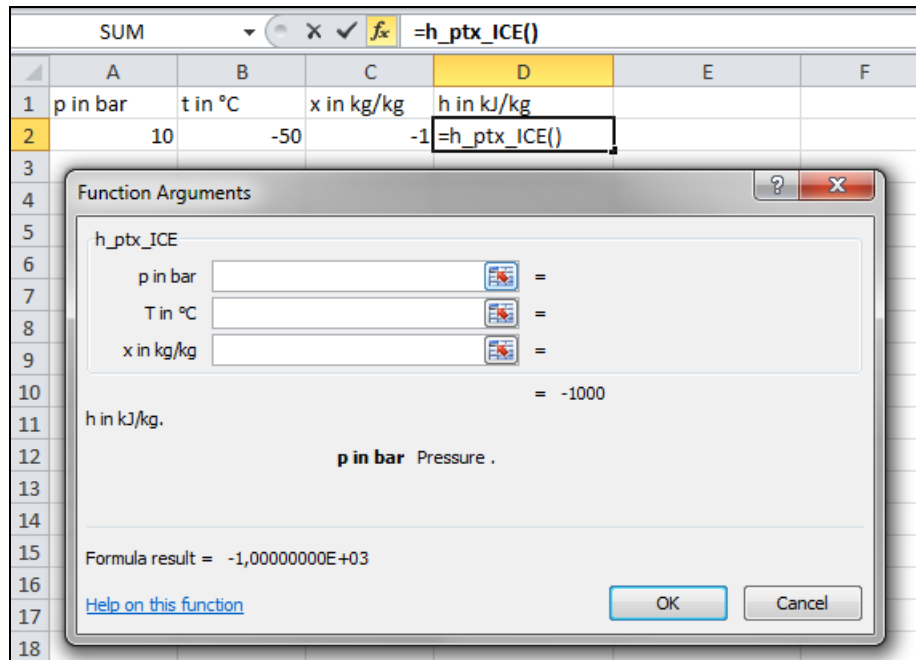 SUM fx =h_ptx_ICE()
A B C D E F
1 p in bar t in °C x in kg/kg h in kJ/kg
2 10 -50 -1 =h_ptx_ICE()
3
4 Function Arguments ? X
5 h_ptx_ICE
6 p in bar =
7
8 T in °C =
9 x in kg/kg =
10 = -1000
11 h in kJ/kg.
12 p in bar Pressure .
13
14
15 Formula result = -1,00000000E+03
16
17 Help on this function OK Cancel
18